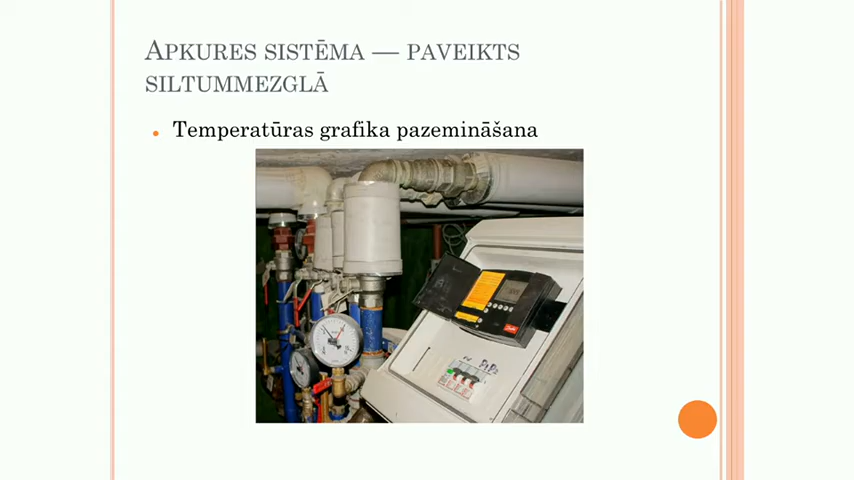 APKURES SISTĒMA — PAVEIKTS
SILTUMMEZGLĀ
Temperatūras grafika pazemināšana